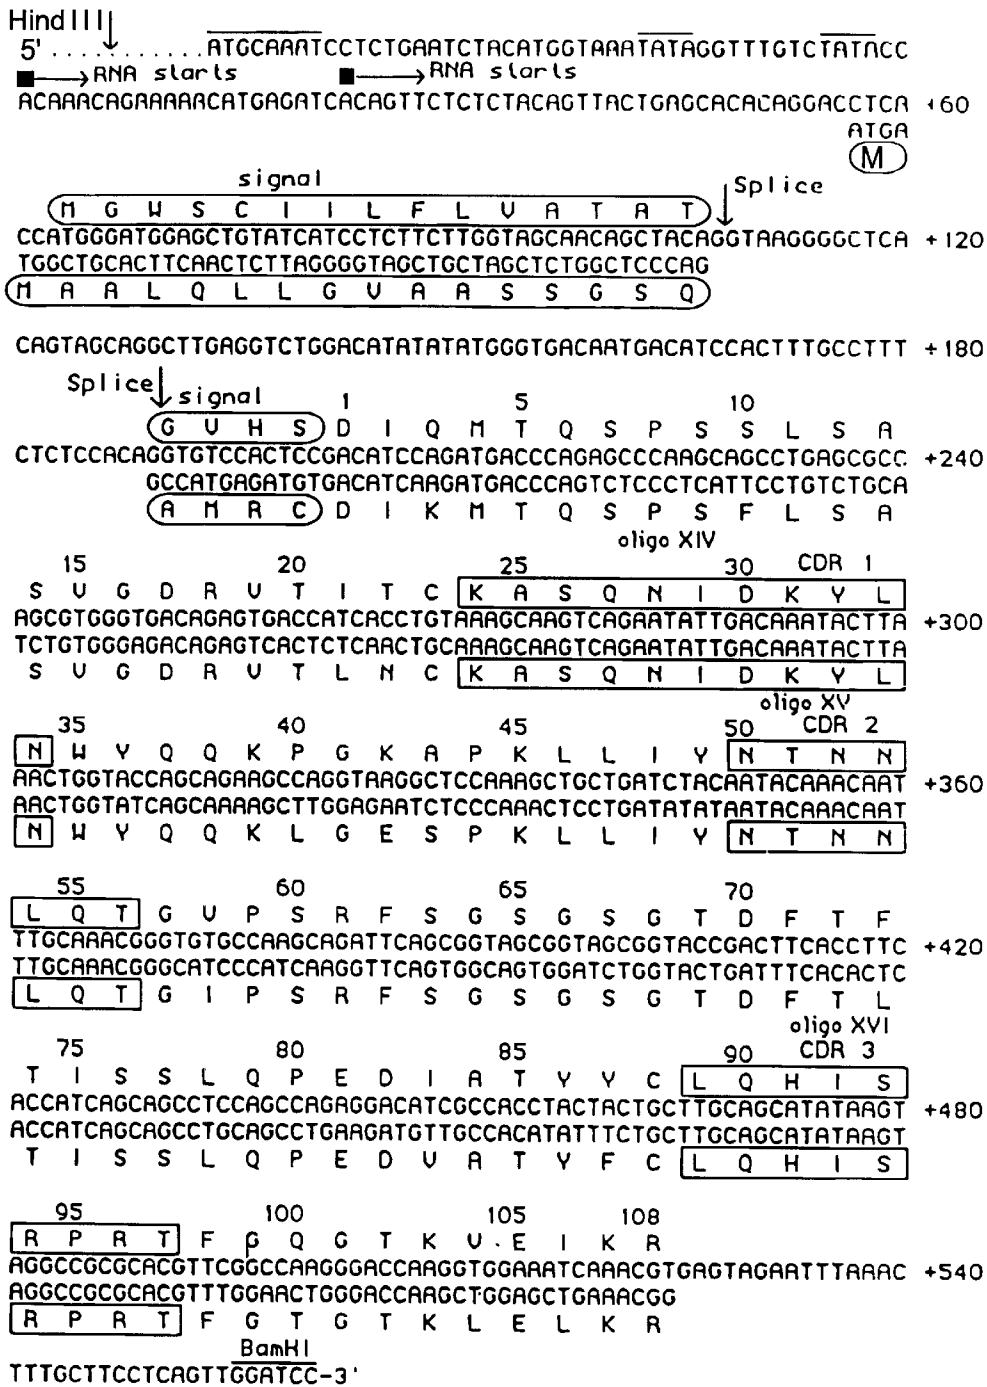 HindIII
5' ......... ATGCAAATCCTCTGAATCTACATGGTAAATATAGGTTTGTCTATACC
RNA starts RNA starts
ACAAACAGAAAAACATGAGATCACAGTTCTCTCTACAGTTACTGAGCACACAGGACCTCA +60
ATGA
M
signal Splice
M G W S C I I L F L V A T A T
CCATGGGATGGAGCTGTATCATCCTCTTCTTGGTAGCAACAGCTACAGGTAAGGGGCTCA +120
TGGCTGCACTTCAACTCTTAGGGGTAGCTGCTAGCTCTGGCTCCCAG
M A A L Q L L G V A A S S G S Q
CAGTAGCAGGCTTGAGGTCTGGACATATATATGGGTGACAATGACATCCACTTTGCCTTT +180
Splice signal 1 5 10
G V H S D I Q M T Q S P S S L S A
CTCTCCACAGGTGTCCACTCCGACATCCAGATGACCCAGAGCCCAAGCAGCCTGAGCGCC +240
GCCATGAGATGTGACATCAAGATGACCCAGTCTCCCTCATTCCTGTCTGCA
A M R C D I K M T Q S P S F L S A
oligo XIV
15 20 25 30 CDR 1
S V G D R V T I T C K A S Q N I D K Y L
AGCGTGGGTGACAGAGTGACCATCACCTGTAAAGCAAGTCAGAATATTGACAAATACTTA +300
TCTGTGGGAGACAGAGTCACTCTCAACTGCAAAGCAAGTCAGAATATTGACAAATACTTA
S V G D R V T L N C K A S Q N I D K Y L
oligo XV
35 40 45 50 CDR 2
N W Y Q Q K P G K A P K L L I Y N T N N
AACTGGTACCAGCAGAAGCCAGGTAAGGCTCCAAAGCTGCTGATCTACAATACAAACAAT +360
AACTGGTATCAGCAAAAGCTTGGAGAATCTCCCAAACTCCTGATATATAATACAAACAAT
N W Y Q Q K L G E S P K L L I Y N T N N
55 60 65 70
L Q T G V P S R F S G S G S G T D F T F
TTGCAAACGGGTGTGCCAAGCAGATTCAGCGGTAGCGGTAGCGGTACCGACTTCACCTTC +420
TTGCAAACGGGCATCCCATCAAGGTTCAGTGGCAGTGGATCTGGTACTGATTTCACACTC
L Q T G I P S R F S G S G S G T D F T L
oligo XVI
75 80 85 90 CDR 3
T I S S L Q P E D I A T Y Y C L Q H I S
ACCATCAGCAGCCTCCAGCCAGAGGACATCGCCACCTACTACTGCTTGCAGCATATAAGT +480
ACCATCAGCAGCCTGCAGCCTGAAGATGTTGCCACATATTTCTGCTTGCAGCATATAAGT
T I S S L Q P E D V A T Y F C L Q H I S
95 100 105 108
R P R T F G Q G T K V E I K R
AGGCCGCGCACGTTCGGCCAAGGGACCAAGGTGGAAATCAAACGTGAGTAGAATTTAAAC +540
AGGCCGCGCACGTTTGGAACTGGGACCAAGCTGGAGCTGAAACGG
R P R T F G T G T K L E L K R
BamHI
TTTGCTTCCTCAGTTGGATCC-3'